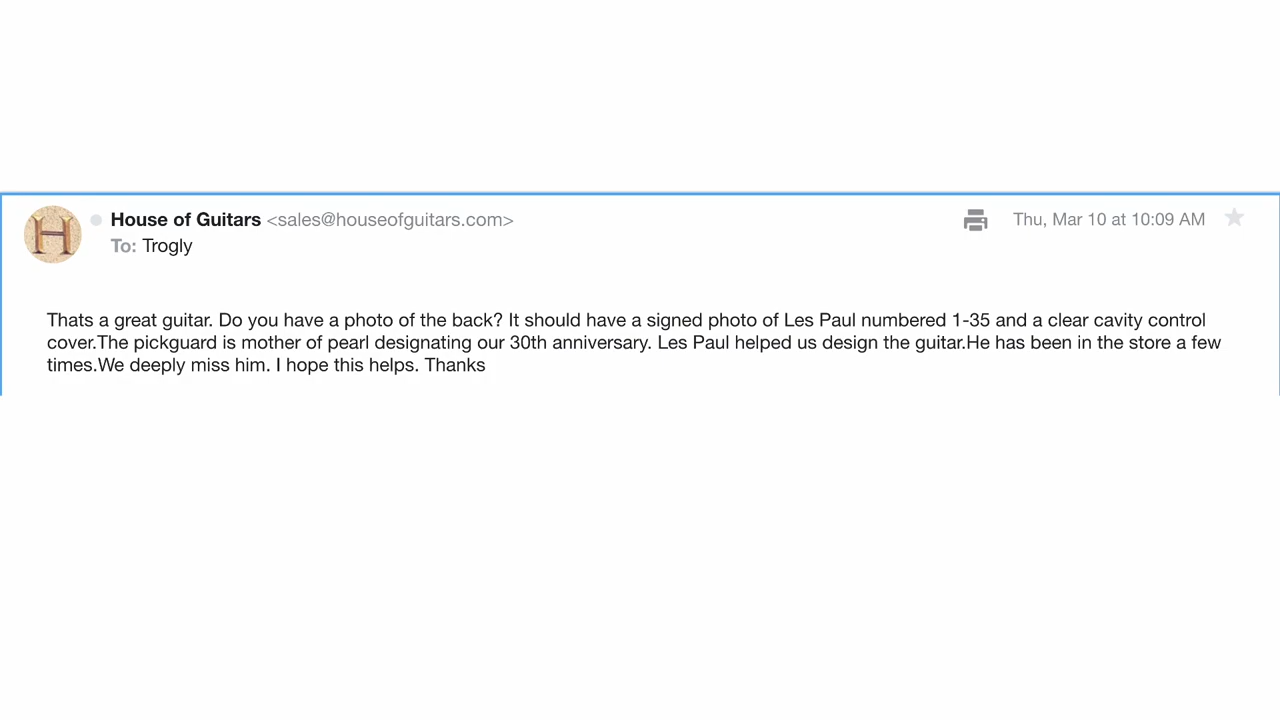 H
House of Guitars <sales@houseofguitars.com>
Thu, Mar 10 at 10:09 AM
To: Trogly
Thats a great guitar. Do you have a photo of the back? It should have a signed photo of Les Paul numbered 1-35 and a clear cavity control
cover.The pickguard is mother of pearl designating our 30th anniversary. Les Paul helped us design the guitar.He has been in the store a few
times.We deeply miss him. I hope this helps. Thanks